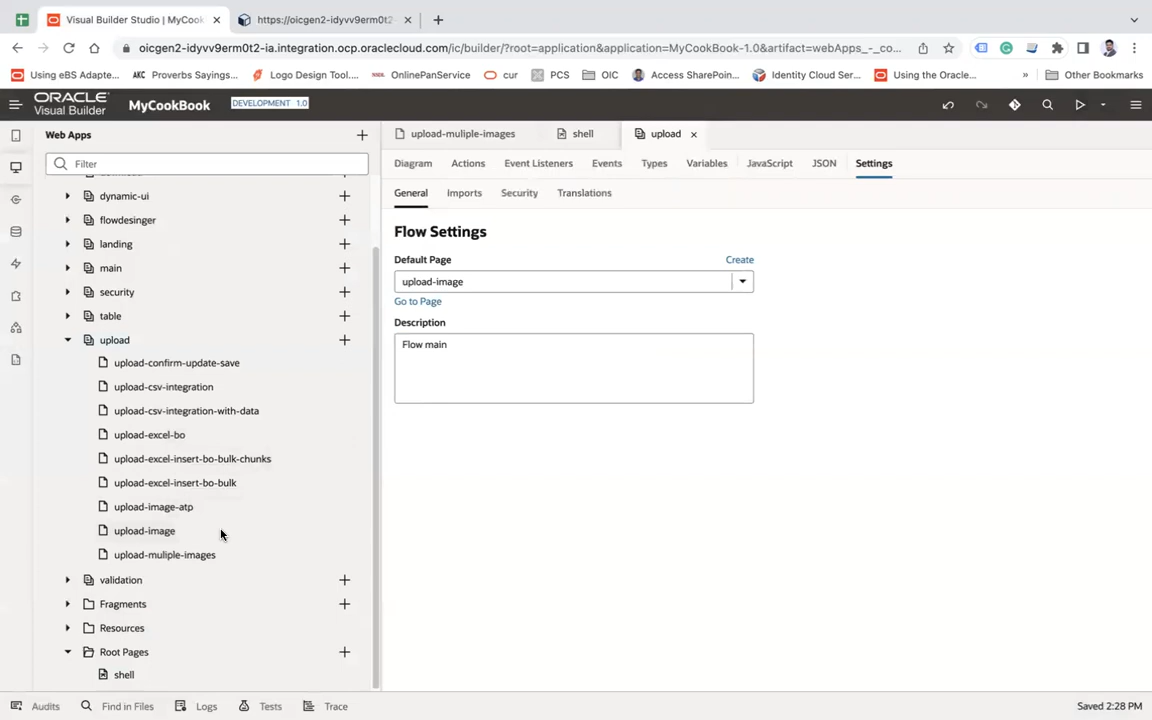 Visual Builder Studio | MyCook
https://oicgen2-idyvv9erm0t2-
oicgen2-idyvv9erm0t2-ia.integration.ocp.oraclecloud.com/ic/builder/?root=application&application=MyCookBook-1.0&artifact=webApps_-_co...
Using eBS Adapte...
AKC
Proverbs Sayings...
Logo Design Tool....
OnlinePanService
cur
PCS
OIC
Access SharePoin...
Identity Cloud Ser...
Using the Oracle...
»
Other Bookmarks
ORACLE
Visual Builder
MyCookBook
DEVELOPMENT 1.0
Web Apps
Filter
dynamic-ui
flowdesinger
landing
main
security
table
upload
upload-confirm-update-save
upload-csv-integration
upload-csv-integration-with-data
upload-excel-bo
upload-excel-insert-bo-bulk-chunks
upload-excel-insert-bo-bulk
upload-image-atp
upload-image
upload-muliple-images
validation
Fragments
Resources
Root Pages
shell
upload-muliple-images
shell
upload
Diagram
Actions
Event Listeners
Events
Types
Variables
JavaScript
JSON
Settings
General
Imports
Security
Translations
Flow Settings
Default Page
Create
upload-image
Go to Page
Description
Flow main
Audits
Find in Files
Logs
Tests
Trace
Saved 2:28 PM